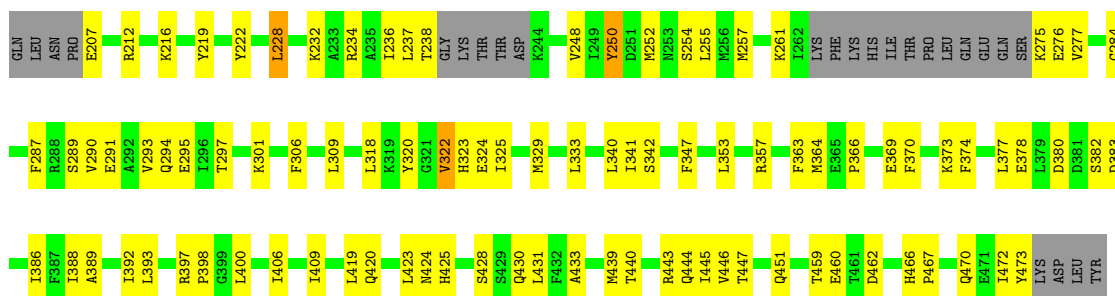 GLN LEU ASN PRO E207 R212 K216 Y219 Y222 L228 K232 A233 R234 A235 I236 L237 T238 GLY LYS THR THR ASP K244 V248 I249 Y250 D251 M252 N253 S254 L255 M256 M257 K261 I262 LYS PHE LYS HIS ILE THR PRO LEU GLN GLU GLN SER K275 E276 V277
F287 R288 S289 V290 E291 A292 V293 Q294 E295 I296 T297 K301 F306 L309 L318 K319 Y320 G321 V322 H323 E324 I325 M329 L333 L340 I341 S342 F347 L353 R357 F363 M364 E365 P366 E369 F370 K373 F374 L377 E378 L379 D380 D381 S382
I386 F387 I388 A389 I392 L393 R397 P398 G399 L400 I406 I409 L419 Q420 L423 N424 H425 S428 S429 Q430 L431 F432 A433 M439 T440 R443 Q444 I445 V446 T447 Q451 T459 E460 T461 D462 H466 P467 Q470 E471 I472 Y473 LYS ASP LEU TYR